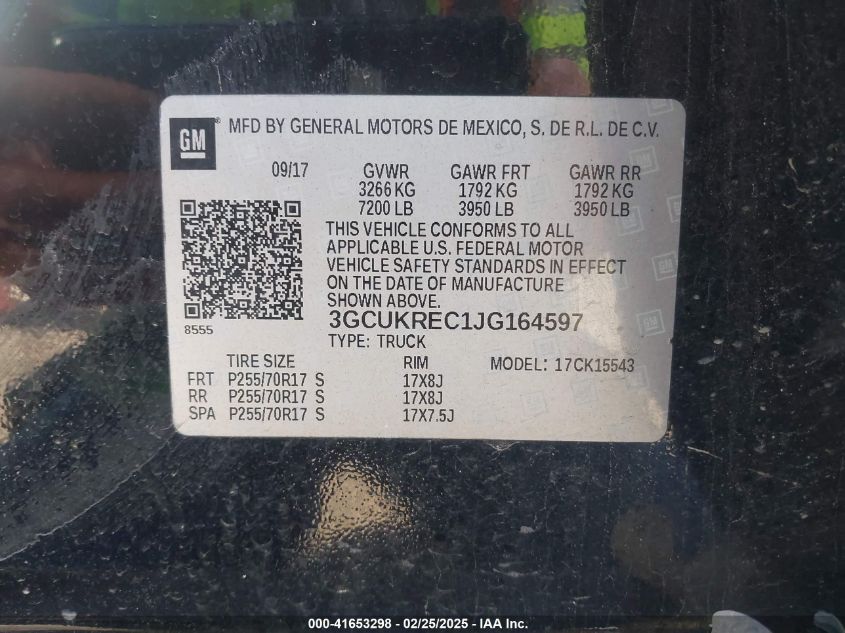 GM ® MFD BY GENERAL MOTORS DE MEXICO, S. DE R.L. DE C.V.
09/17 GVWR GAWR FRT GAWR RR
3266 KG 1792 KG 1792 KG
7200 LB 3950 LB 3950 LB
THIS VEHICLE CONFORMS TO ALL
APPLICABLE U.S. FEDERAL MOTOR
VEHICLE SAFETY STANDARDS IN EFFECT
ON THE DATE OF MANUFACTURE
SHOWN ABOVE.
8555 3GCUKREC1JG164597
TYPE: TRUCK
TIRE SIZE RIM MODEL: 17CK15543
FRT P255/70R17 S 17X8J
RR P255/70R17 S 17X8J
SPA P255/70R17 S 17X7.5J
000-41653298 - 02/25/2025 - IAA Inc.